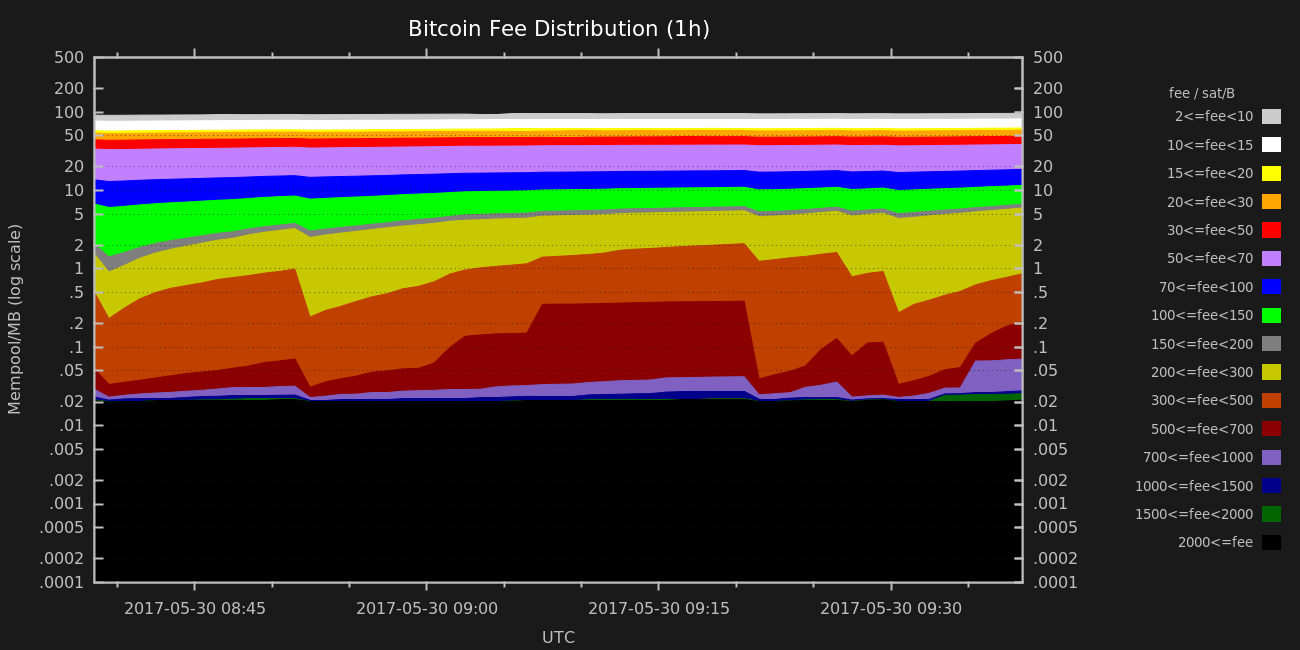 Bitcoin Fee Distribution (1h)
Mempool/MB (log scale)
500
200
100
50
20
10
5
2
1
.5
.2
.1
.05
.02
.01
.005
.002
.001
.0005
.0002
.0001
500
200
100
50
20
10
5
2
1
.5
.2
.1
.05
.02
.01
.005
.002
.001
.0005
.0002
.0001
fee / sat/B
2<=fee<10
10<=fee<15
15<=fee<20
20<=fee<30
30<=fee<50
50<=fee<70
70<=fee<100
100<=fee<150
150<=fee<200
200<=fee<300
300<=fee<500
500<=fee<700
700<=fee<1000
1000<=fee<1500
1500<=fee<2000
2000<=fee
2017-05-30 08:45
2017-05-30 09:00
2017-05-30 09:15
2017-05-30 09:30
UTC